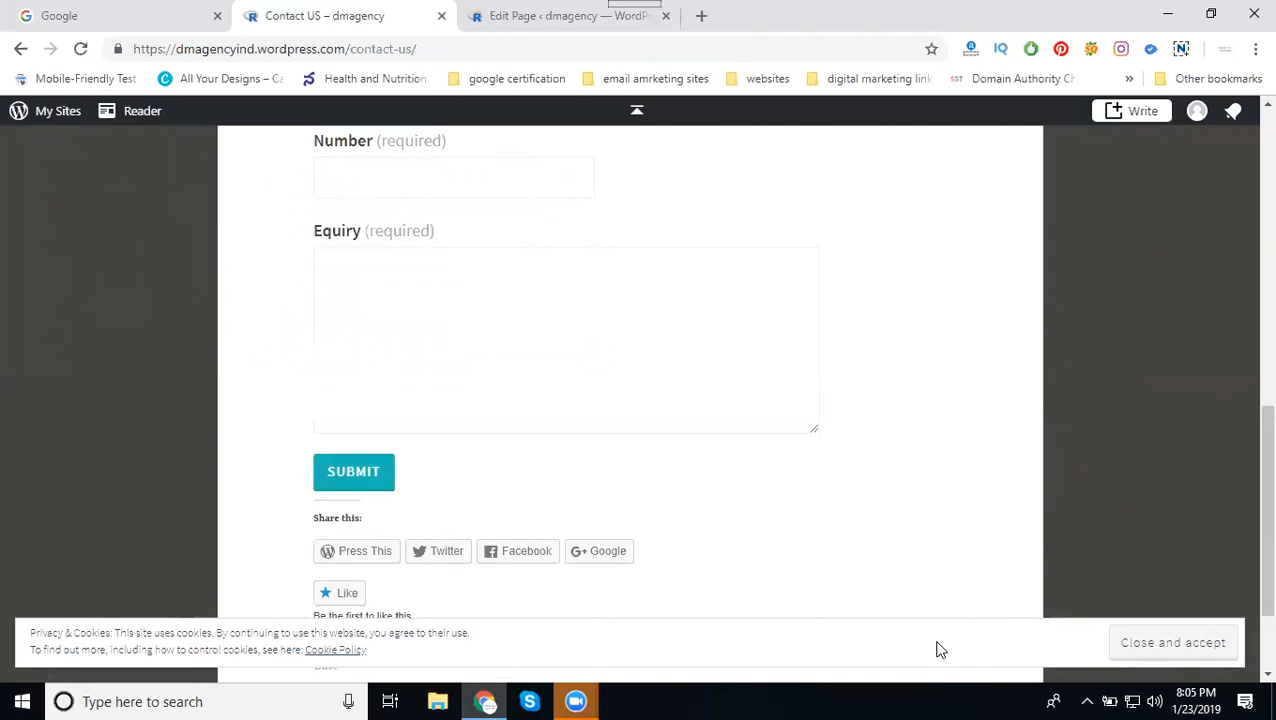 Google
Contact US – dmagency
Edit Page ‹ dmagency — WordPr
https://dmagencyind.wordpress.com/contact-us/
Mobile-Friendly Test
All Your Designs – Ca
Health and Nutrition
google certification
email amrketing sites
websites
digital marketing link
SST Domain Authority Ch
Other bookmarks
My Sites
Reader
Write
Number (required)
Equiry (required)
SUBMIT
Share this:
Press This
Twitter
Facebook
G+ Google
Like
Be the first to like this.
Privacy & Cookies: This site uses cookies. By continuing to use this website, you agree to their use.
To find out more, including how to control cookies, see here: Cookie Policy
Close and accept
Type here to search
8:05 PM
1/23/2019